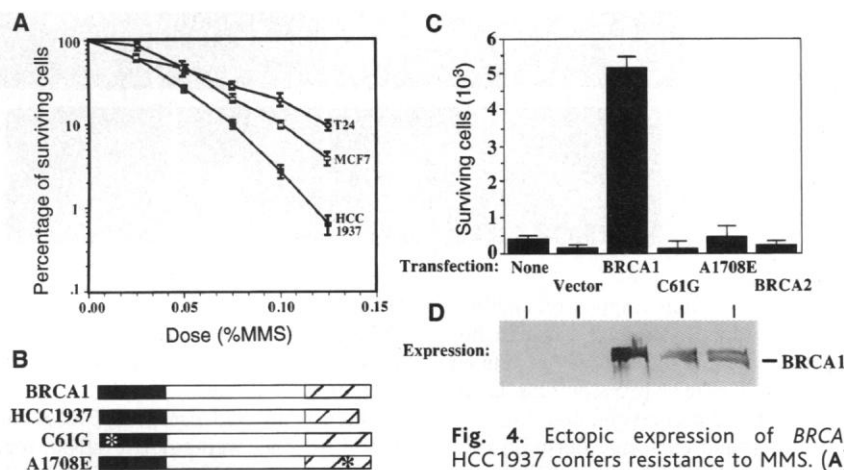 A
Percentage of surviving cells
100
10
1
.1
T24
MCF7
HCC
1937
0.00
0.05
0.10
0.15
Dose (%MMS)
B
BRCA1
HCC1937
C61G
*
A1708E
*
C
Surviving cells (10³)
6
5
4
3
2
1
0
Transfection: None
Vector
BRCA1
C61G
A1708E
BRCA2
D
Expression:
BRCA1
Fig. 4. Ectopic expression of BRCA
HCC1937 confers resistance to MMS. (A